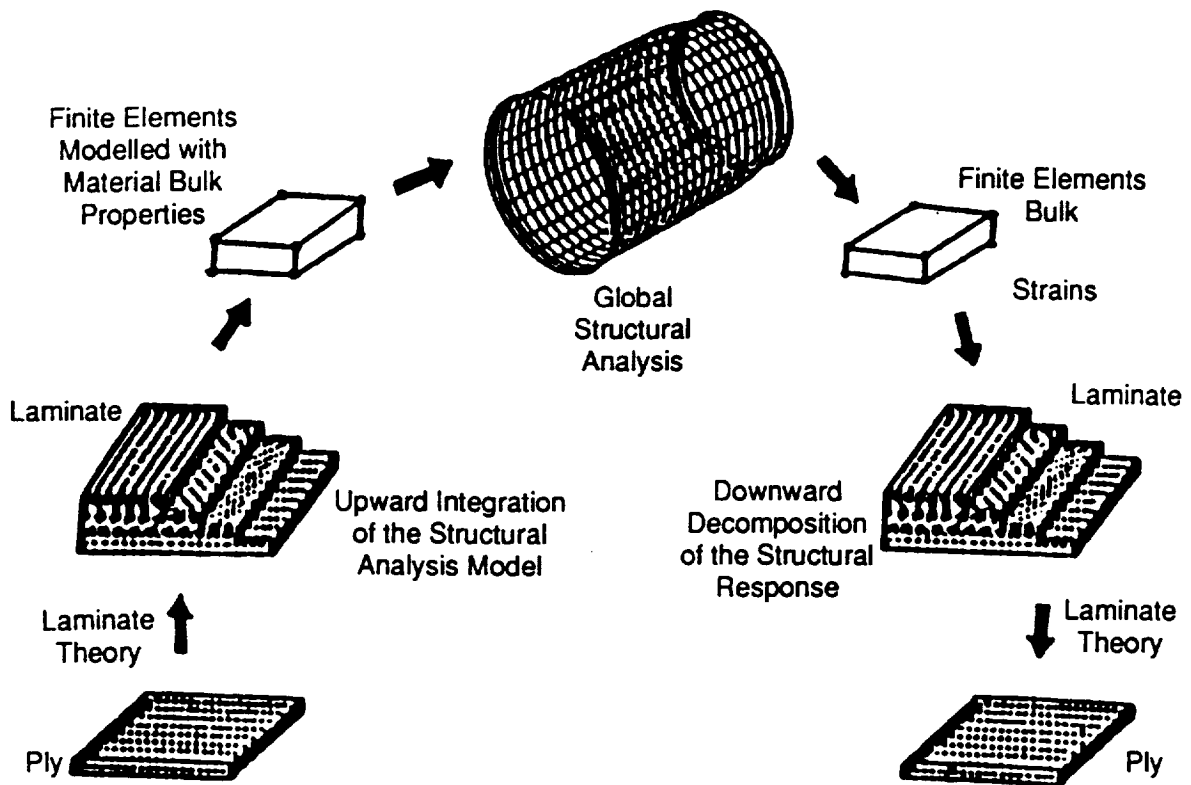 Finite Elements
Modelled with
Material Bulk
Properties
Global
Structural
Analysis
Finite Elements
Bulk
Strains
Laminate
Upward Integration
of the Structural
Analysis Model
Laminate
Theory
Ply
Laminate
Downward
Decomposition
of the Structural
Response
Laminate
Theory
Ply